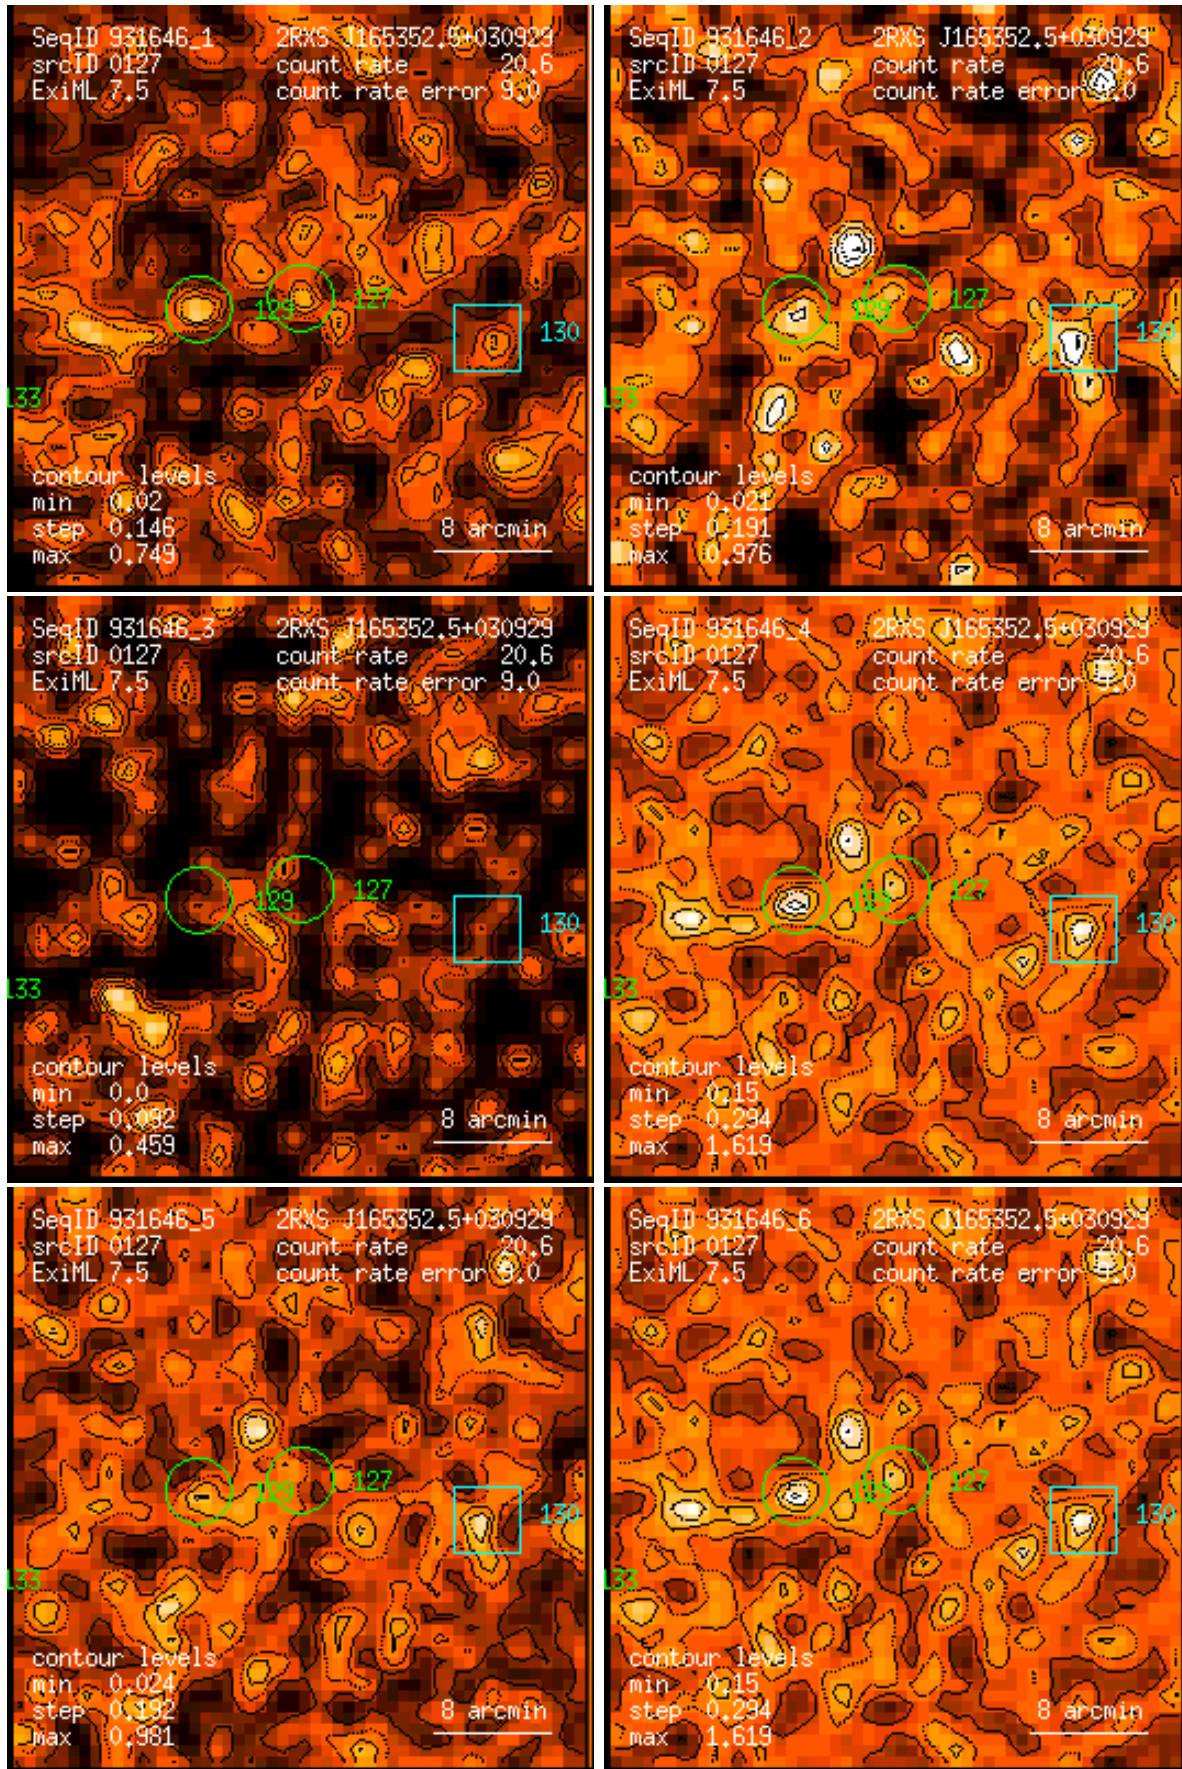 SeqID 931646_1 2RXS J165352.5+030929
srcID 0127 count rate 20.6
ExiML 7.5 count rate error 9.0
129 127
130
133
contour levels
min 0.02
step 0.146 8 arcmin
max 0.749
SeqID 931646_2 2RXS J165352.5+030929
srcID 0127 count rate 20.6
ExiML 7.5 count rate error 9.0
129 127
130
133
contour levels
min 0.021
step 0.191 8 arcmin
max 0.976
SeqID 931646_3 2RXS J165352.5+030929
srcID 0127 count rate 20.6
ExiML 7.5 count rate error 9.0
129 127
130
133
contour levels
min 0.0
step 0.092 8 arcmin
max 0.459
SeqID 931646_4 2RXS J165352.5+030929
srcID 0127 count rate 20.6
ExiML 7.5 count rate error 9.0
129 127
130
133
contour levels
min 0.15
step 0.294 8 arcmin
max 1.619
SeqID 931646_5 2RXS J165352.5+030929
srcID 0127 count rate 20.6
ExiML 7.5 count rate error 9.0
129 127
130
133
contour levels
min 0.024
step 0.192 8 arcmin
max 0.981
SeqID 931646_6 2RXS J165352.5+030929
srcID 0127 count rate 20.6
ExiML 7.5 count rate error 9.0
129 127
130
133
contour levels
min 0.15
step 0.294 8 arcmin
max 1.619